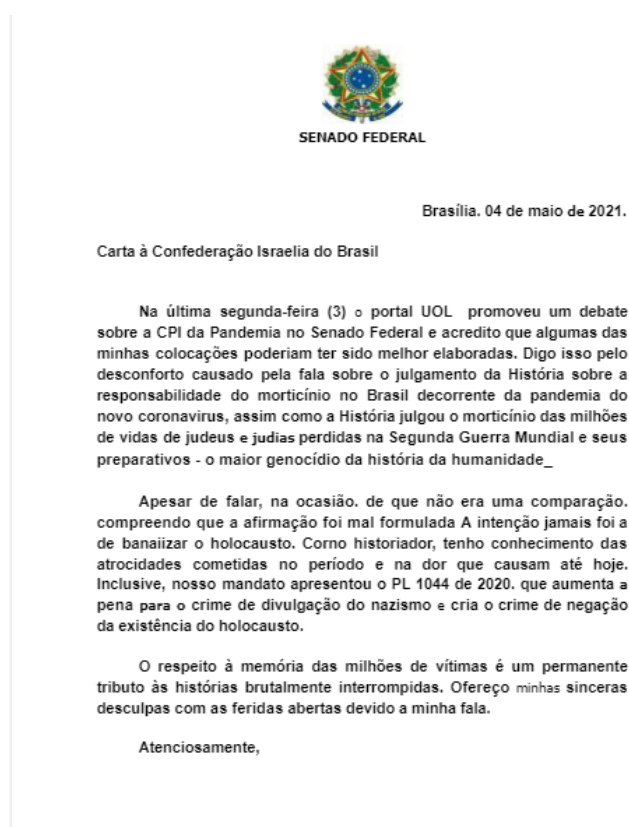 SENADO FEDERAL
Brasília. 04 de maio de 2021.
Carta à Confederação Israelia do Brasil
Na última segunda-feira (3) o portal UOL promoveu um debate
sobre a CPI da Pandemia no Senado Federal e acredito que algumas das
minhas colocações poderiam ter sido melhor elaboradas. Digo isso pelo
desconforto causado pela fala sobre o julgamento da História sobre a
responsabilidade do morticínio no Brasil decorrente da pandemia do
novo coronavirus, assim como a História julgou o morticínio das milhões
de vidas de judeus e judias perdidas na Segunda Guerra Mundial e seus
preparativos - o maior genocídio da história da humanidade_
Apesar de falar, na ocasião. de que não era uma comparação.
compreendo que a afirmação foi mal formulada A intenção jamais foi a
de banaiizar o holocausto. Corno historiador, tenho conhecimento das
atrocidades cometidas no período e na dor que causam até hoje.
Inclusive, nosso mandato apresentou o PL 1044 de 2020. que aumenta a
pena para o crime de divulgação do nazismo e cria o crime de negação
da existência do holocausto.
O respeito à memória das milhões de vítimas é um permanente
tributo às histórias brutalmente interrompidas. Ofereço minhas sinceras
desculpas com as feridas abertas devido a minha fala.
Atenciosamente,